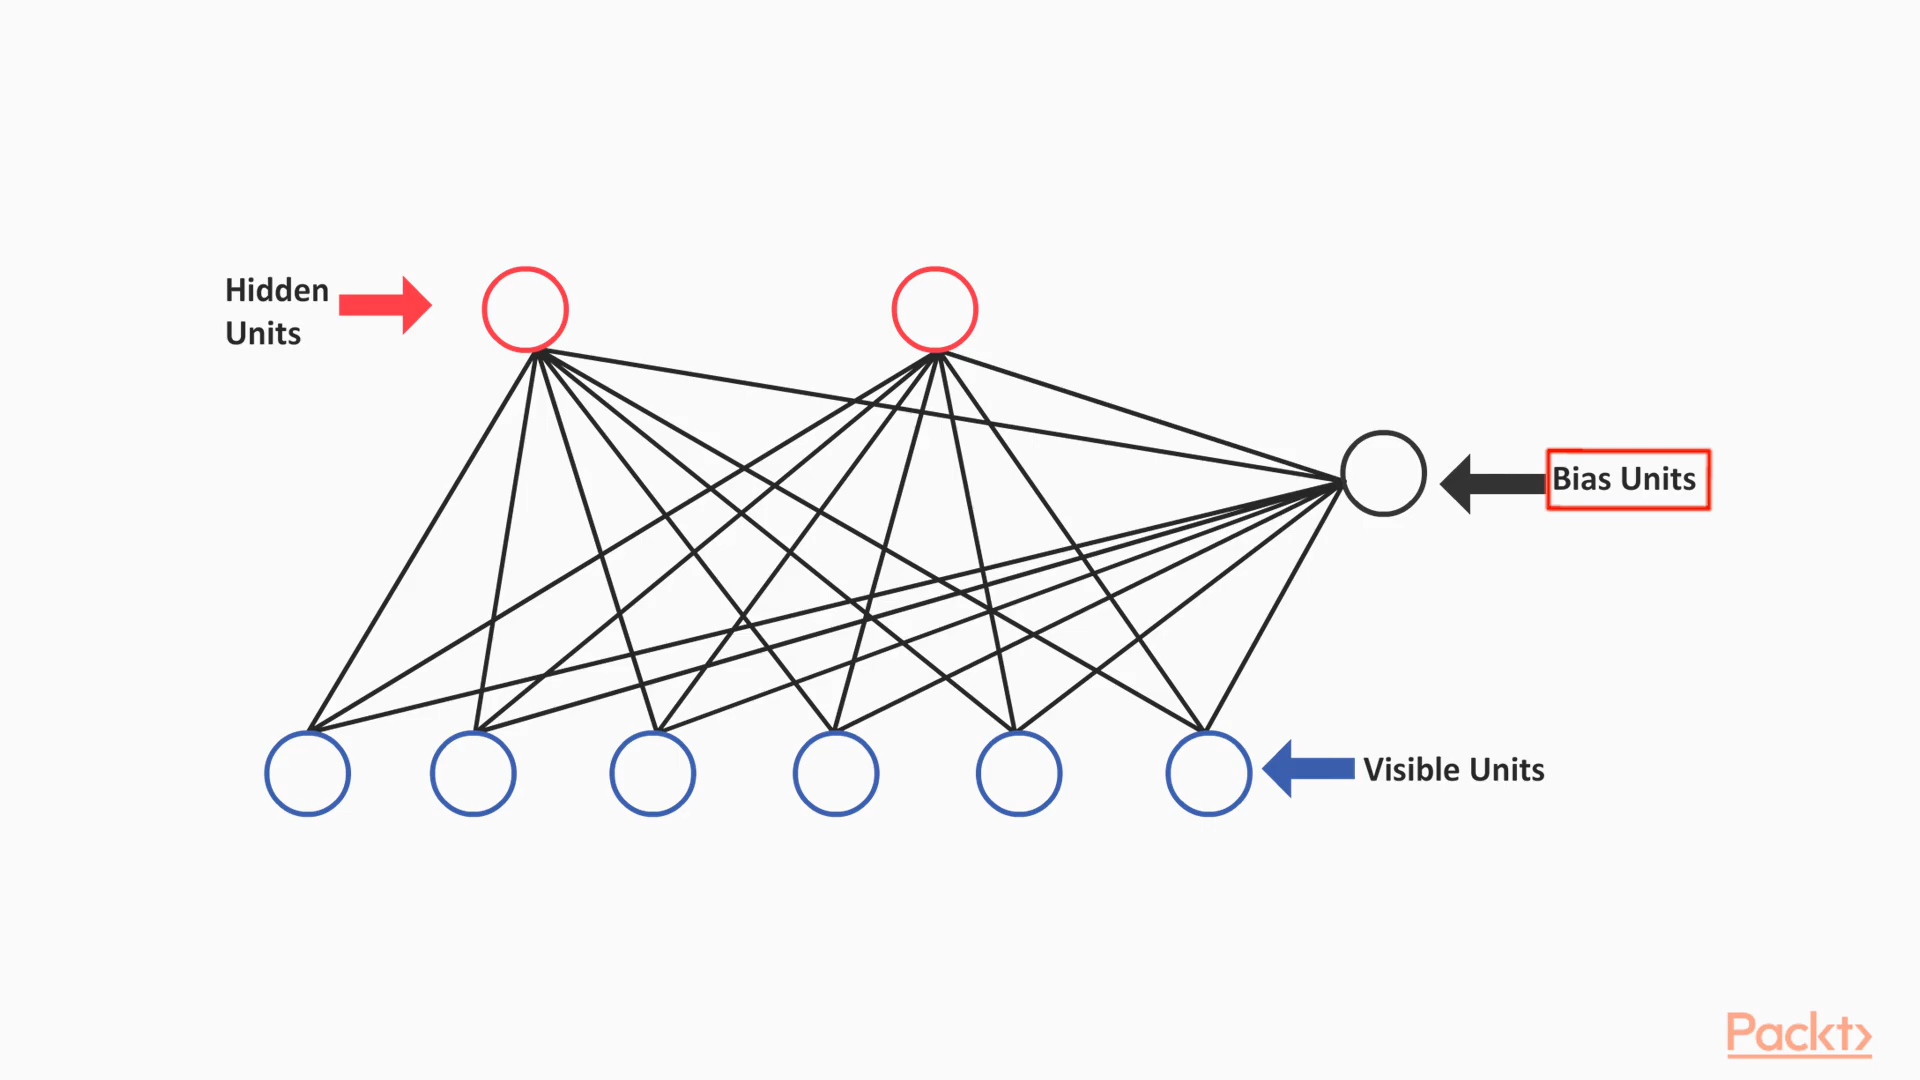 Hidden
Units
Bias Units
Visible Units
Packt>